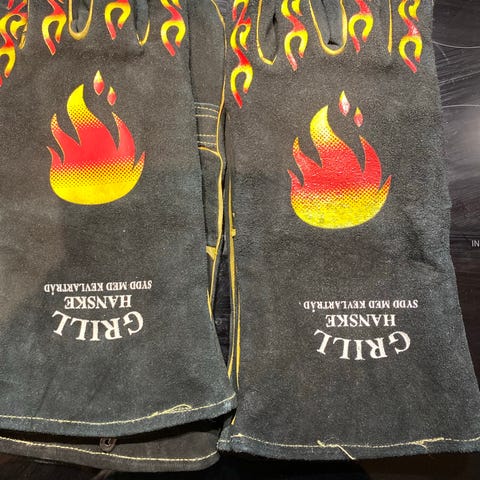 GRILL
HANSKE
SYDD MED KEVLARTRÅD
GRILL
HANSKE
SYDD MED KEVLARTRÅD